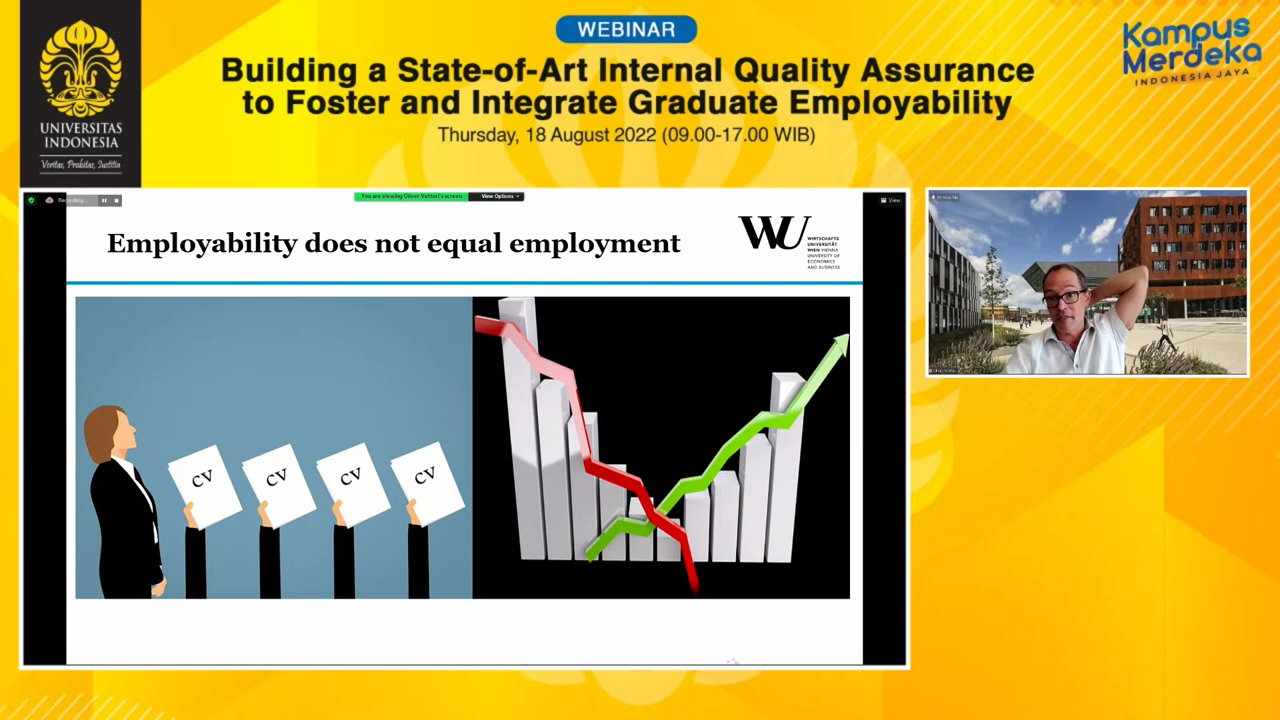 WEBINAR
Building a State-of-Art Internal Quality Assurance
to Foster and Integrate Graduate Employability
Thursday, 18 August 2022 (09.00-17.00 WIB)
UNIVERSITAS
INDONESIA
Veritas, Probitas, Justitia
Kampus
Merdeka
INDONESIA JAYA
Recording...
You are viewing Oliver Vettori's screen
View Options
View
Employability does not equal employment
WU
WIRTSCHAFTS
UNIVERSITÄT
WIEN VIENNA
UNIVERSITY OF
ECONOMICS
AND BUSINESS
CV
CV
CV
CV